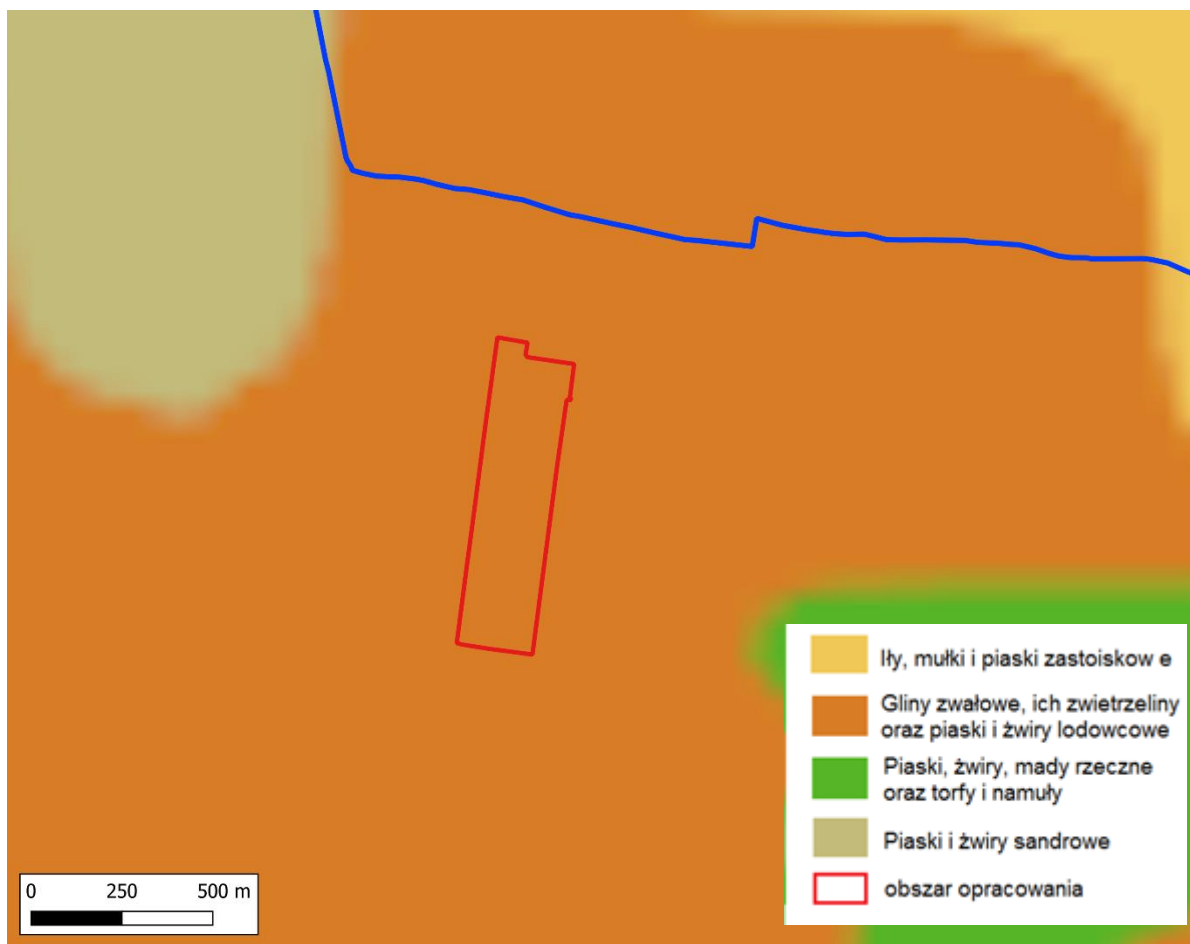 Iły, mułki i piaski zastoiskow e
Gliny zwałowe, ich zwietrzeliny
oraz piaski i żwiry lodowcowe
Piaski, żwiry, mady rzeczne
oraz torfy i namuły
Piaski i żwiry sandrowe
obszar opracowania
0 250 500 m